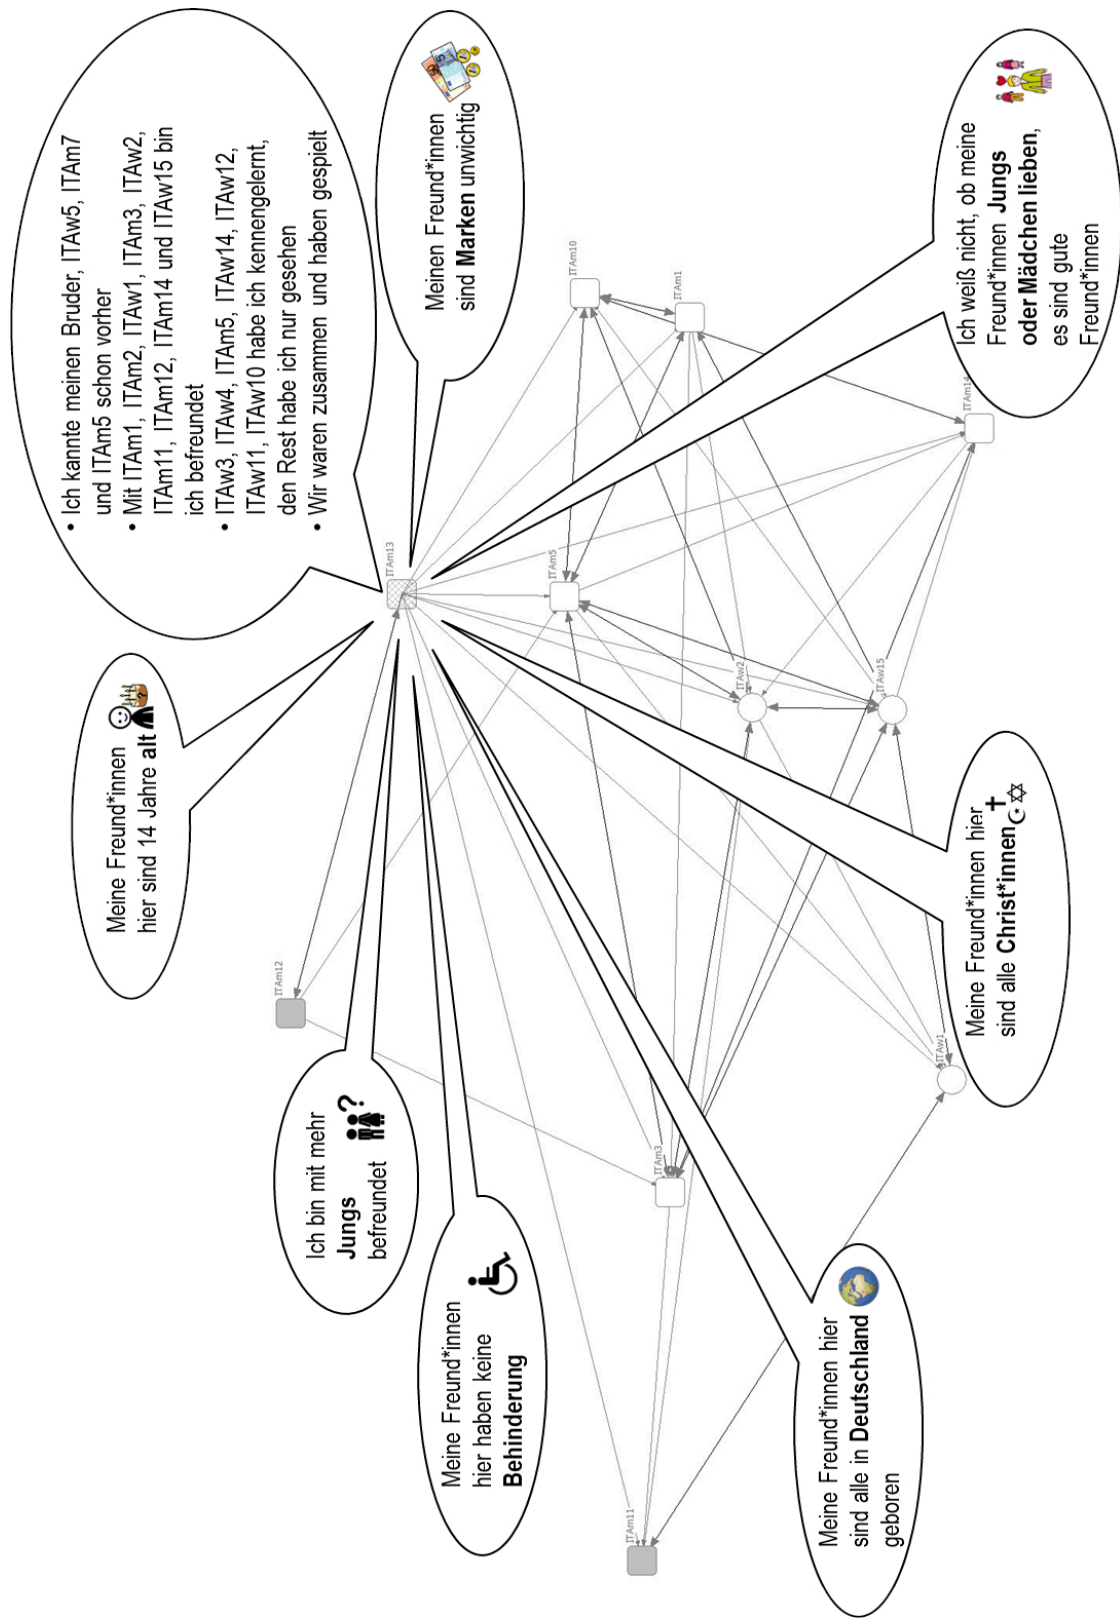 • Ich kannte meinen Bruder, ITAw5, ITAm7
und ITAm5 schon vorher
• Mit ITAm1, ITAm2, ITAw1, ITAm3, ITAw2,
ITAm11, ITAm12, ITAm14 und ITAw15 bin
ich befreundet
• ITAw3, ITAw4, ITAm5, ITAw14, ITAw12,
ITAw11, ITAw10 habe ich kennengelernt,
den Rest habe ich nur gesehen
• Wir waren zusammen und haben gespielt
Meine Freund*innen
hier sind 14 Jahre alt
Meinen Freund*innen
sind Marken unwichtig
Ich bin mit mehr
Jungs
befreundet
Meine Freund*innen
hier haben keine
Behinderung
Meine Freund*innen hier
sind alle in Deutschland
geboren
Meine Freund*innen hier
sind alle Christ*innen
Ich weiß nicht, ob meine
Freund*innen Jungs
oder Mädchen lieben,
es sind gute
Freund*innen
ITAm13
ITAm12
ITAm10
ITAm5
ITAm1
ITAm11
ITAm3
ITAw2
ITAw15
ITAw1
ITAm14